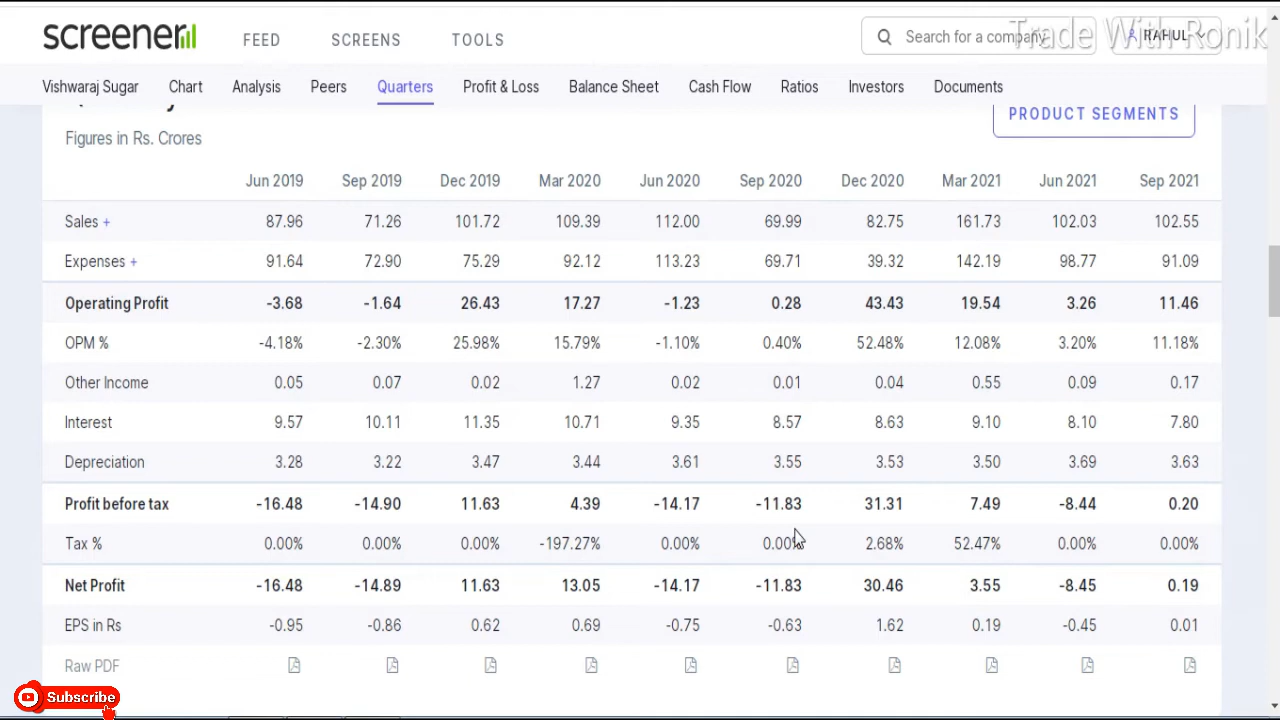 screener FEED SCREENS TOOLS Search for a company RAHUL
Trade With Ronik
Vishwaraj Sugar Chart Analysis Peers Quarters Profit & Loss Balance Sheet Cash Flow Ratios Investors Documents
PRODUCT SEGMENTS
Figures in Rs. Crores
Jun 2019 Sep 2019 Dec 2019 Mar 2020 Jun 2020 Sep 2020 Dec 2020 Mar 2021 Jun 2021 Sep 2021
Sales + 87.96 71.26 101.72 109.39 112.00 69.99 82.75 161.73 102.03 102.55
Expenses + 91.64 72.90 75.29 92.12 113.23 69.71 39.32 142.19 98.77 91.09
Operating Profit -3.68 -1.64 26.43 17.27 -1.23 0.28 43.43 19.54 3.26 11.46
OPM % -4.18% -2.30% 25.98% 15.79% -1.10% 0.40% 52.48% 12.08% 3.20% 11.18%
Other Income 0.05 0.07 0.02 1.27 0.02 0.01 0.04 0.55 0.09 0.17
Interest 9.57 10.11 11.35 10.71 9.35 8.57 8.63 9.10 8.10 7.80
Depreciation 3.28 3.22 3.47 3.44 3.61 3.55 3.53 3.50 3.69 3.63
Profit before tax -16.48 -14.90 11.63 4.39 -14.17 -11.83 31.31 7.49 -8.44 0.20
Tax % 0.00% 0.00% 0.00% -197.27% 0.00% 0.00% 2.68% 52.47% 0.00% 0.00%
Net Profit -16.48 -14.89 11.63 13.05 -14.17 -11.83 30.46 3.55 -8.45 0.19
EPS in Rs -0.95 -0.86 0.62 0.69 -0.75 -0.63 1.62 0.19 -0.45 0.01
Raw PDF
Subscribe